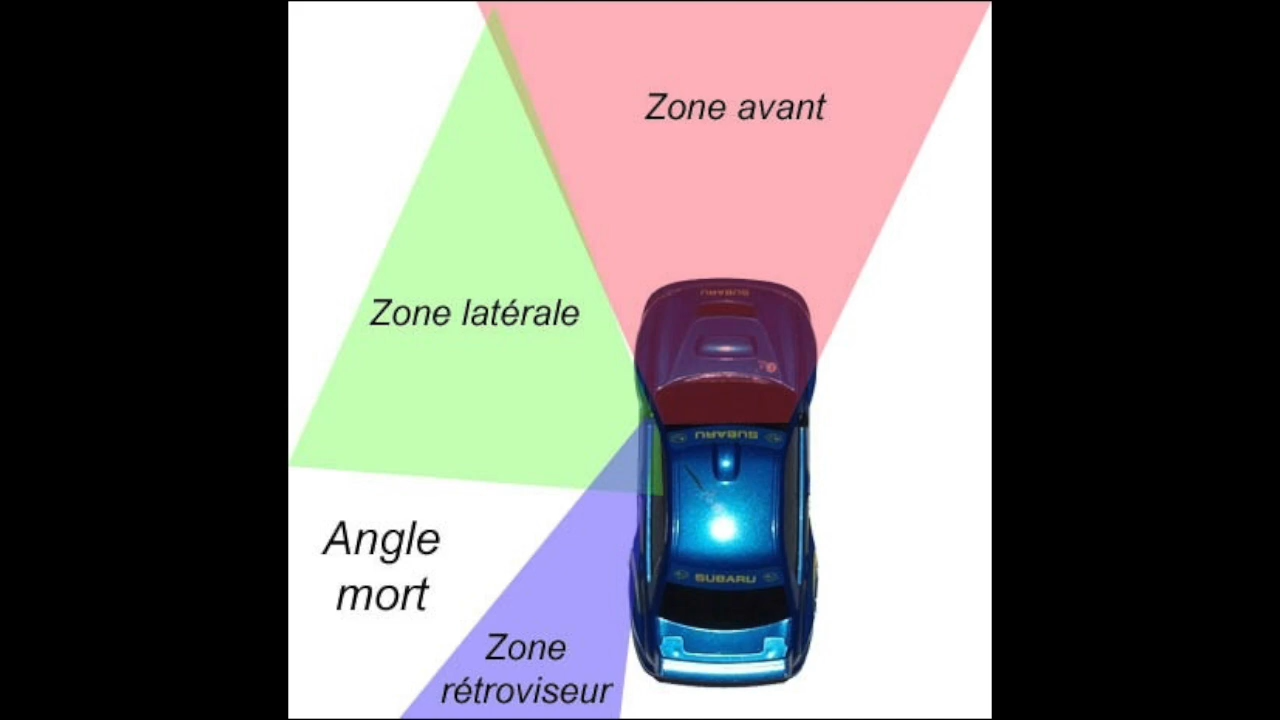 Zone avant
SUBARU
Zone latérale
SUBARU
Angle
mort
SUBARU
Zone
rétroviseur